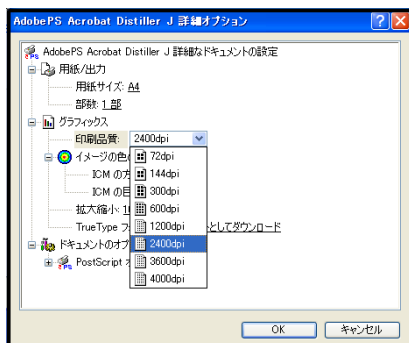 AdobePS Acrobat Distiller J 詳細オプション
AdobePS Acrobat Distiller J 詳細なドキュメントの設定
用紙/出力
用紙サイズ: A4
部数: 1 部
グラフィックス
印刷品質: 2400dpi
イメージの色の
72dpi
ICM の方
144dpi
ICM の目
300dpi
拡大縮小:
600dpi
TrueType フ
1200dpi
としてダウンロード
ドキュメントのオプ
2400dpi
PostScript オ
3600dpi
4000dpi
OK
キャンセル